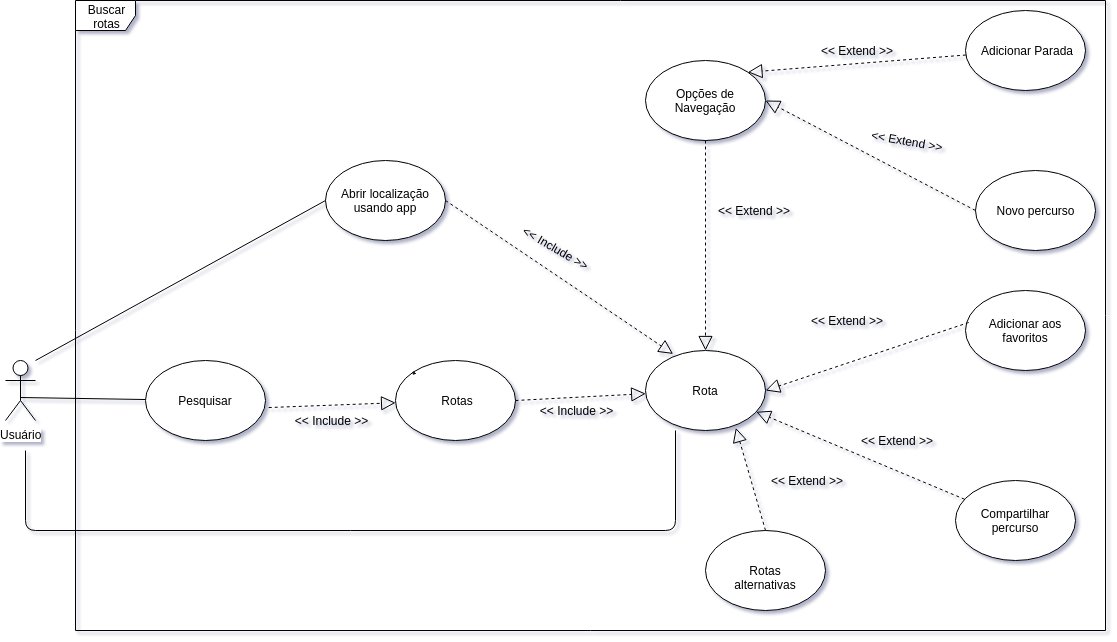 Buscar
rotas
<< Extend >>
Adicionar Parada
Opções de
Navegação
<< Extend >>
Abrir localização
usando app
<< Extend >>
Novo percurso
<< Include >>
<< Extend >>
Adicionar aos
favoritos
Usuário
Pesquisar
<< Include >>
Rotas
<< Include >>
Rota
<< Extend >>
<< Extend >>
Compartilhar
percurso
Rotas
alternativas